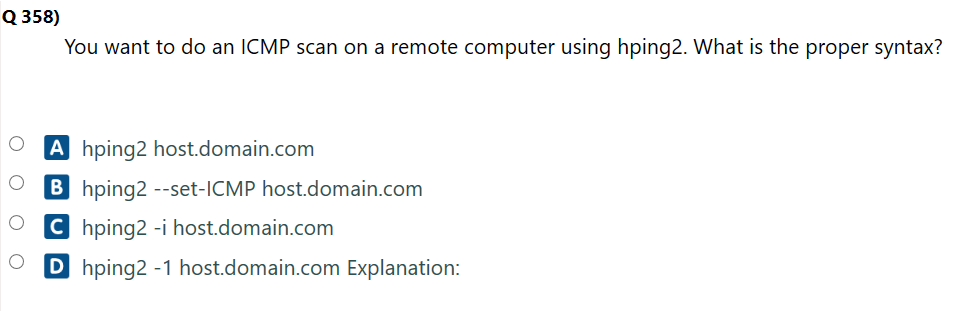 Q 358)
You want to do an ICMP scan on a remote computer using hping2. What is the proper syntax?
A hping2 host.domain.com
B hping2 --set-ICMP host.domain.com
C hping2 -i host.domain.com
D hping2 -1 host.domain.com Explanation: